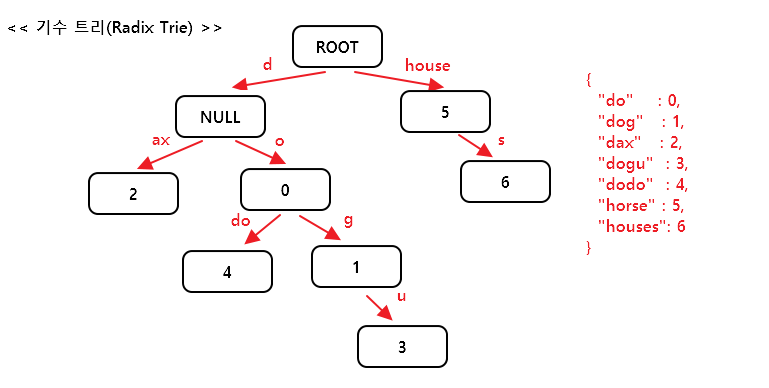 << 기수 트리(Radix Trie) >>
ROOT
d
house
NULL
5
ax
o
s
2
0
6
do
g
4
1
u
3
{
"do" : 0,
"dog" : 1,
"dax" : 2,
"dogu" : 3,
"dodo" : 4,
"horse" : 5,
"houses": 6
}